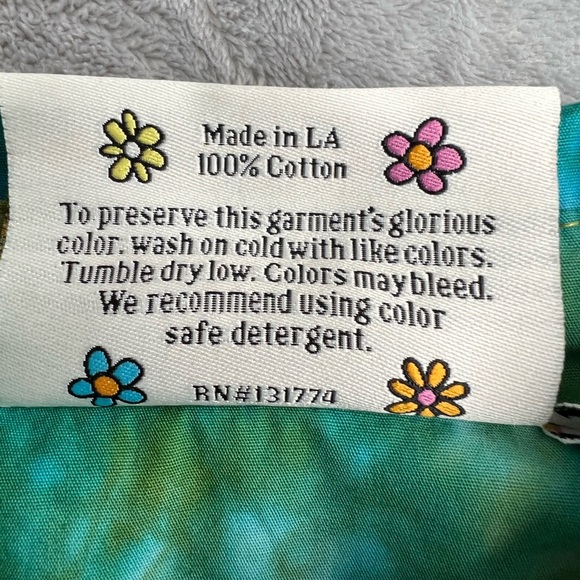 Made in LA
100% Cotton
To preserve this garment's glorious
color, wash on cold with like colors.
Tumble dry low. Colors may bleed.
We recommend using color
safe detergent.
RN#131774